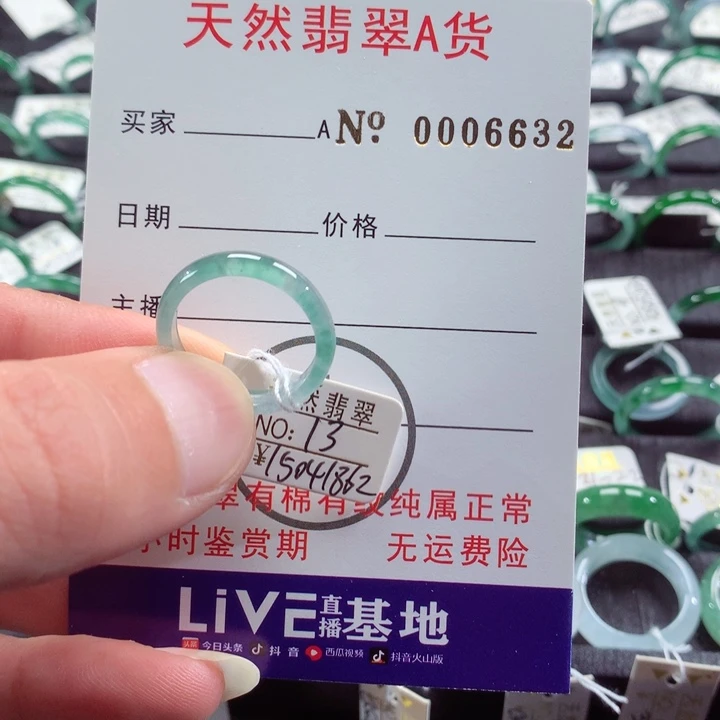 天然翡翠A货
买家 A Nº 0006632
日期 价格
主播
然翡翠
NO: 13
¥15041862
翠有棉有纹纯属正常
小时鉴赏期 无运费险
LiVE直播基地
头条 今日头条 抖音 西瓜视频 抖音火山版